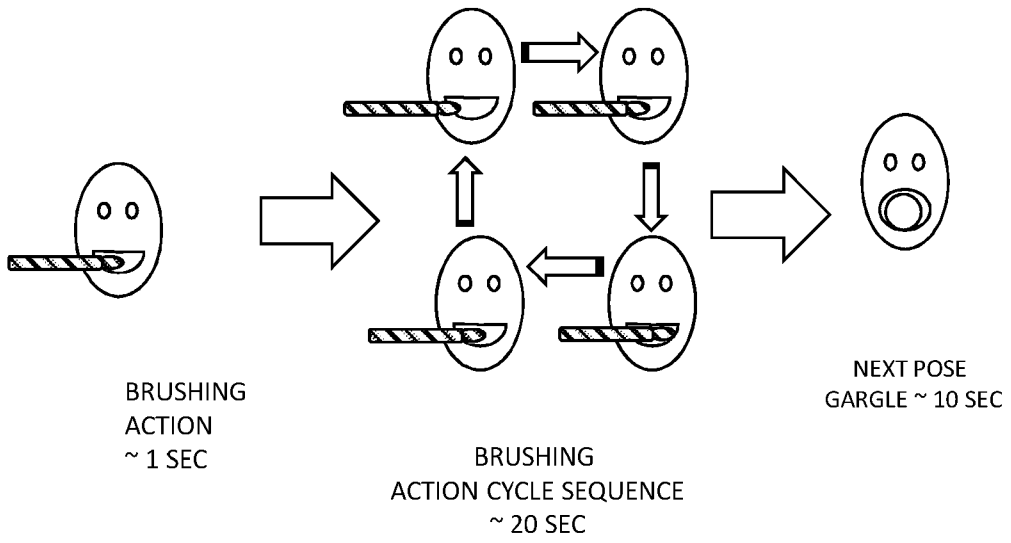 BRUSHING
ACTION
~ 1 SEC
BRUSHING
ACTION CYCLE SEQUENCE
~ 20 SEC
NEXT POSE
GARGLE ~ 10 SEC